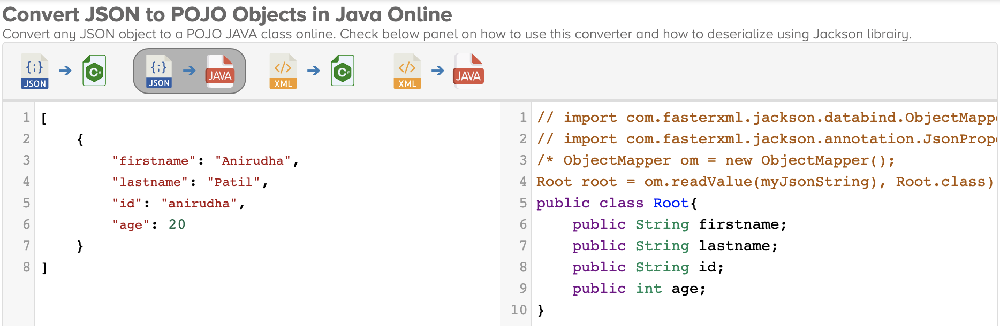 Convert JSON to POJO Objects in Java Online
Convert any JSON object to a POJO JAVA class online. Check below panel on how to use this converter and how to deserialize using Jackson librairy.
{;} JSON → C# {;} JSON → JAVA </> XML → C# </> XML → JAVA
1 [
2 {
3 "firstname": "Anirudha",
4 "lastname": "Patil",
5 "id": "anirudha",
6 "age": 20
7 }
8 ]
1 // import com.fasterxml.jackson.databind.ObjectMapp
2 // import com.fasterxml.jackson.annotation.JsonProp
3 /* ObjectMapper om = new ObjectMapper();
4 Root root = om.readValue(myJsonString), Root.class)
5 public class Root{
6 public String firstname;
7 public String lastname;
8 public String id;
9 public int age;
10 }